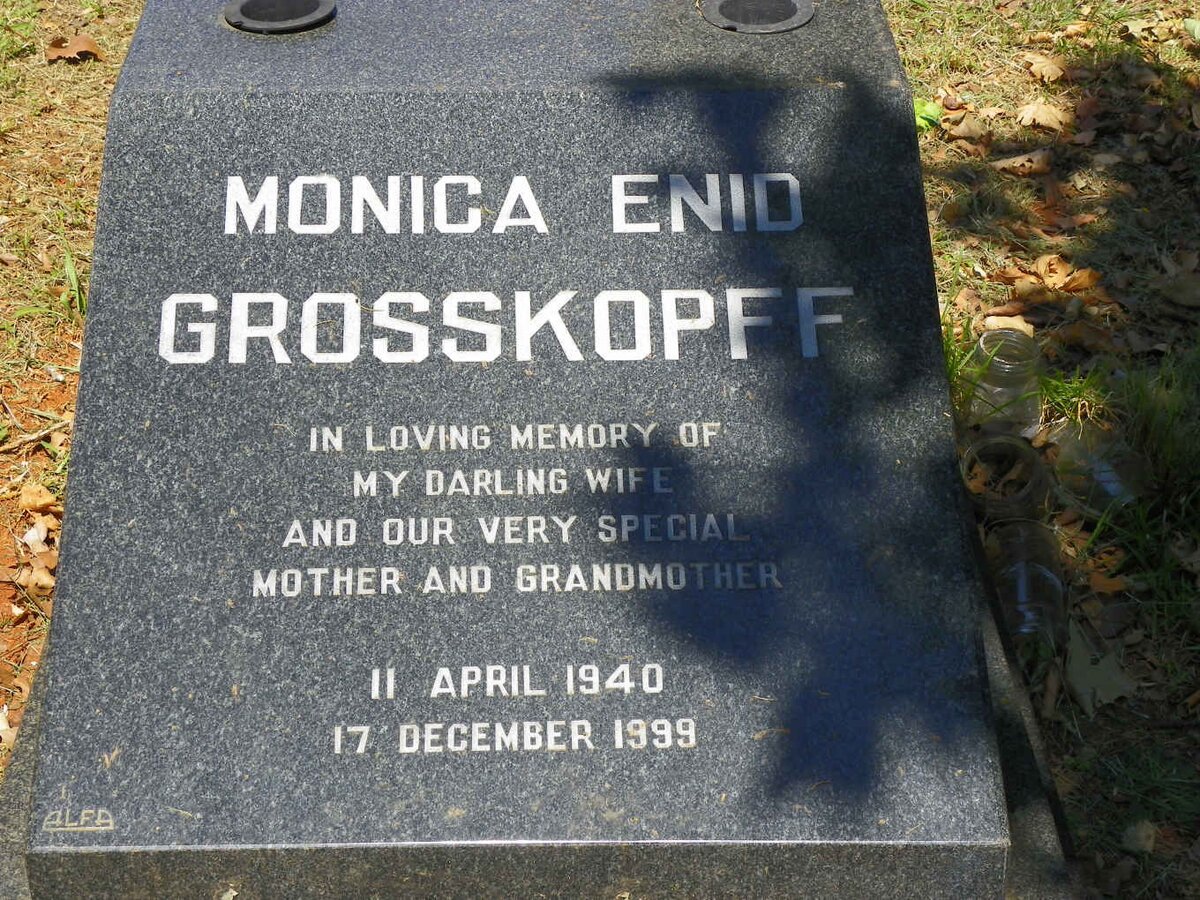 MONICA ENID
GROSSKOPFF
IN LOVING MEMORY OF
MY DARLING WIFE
AND OUR VERY SPECIAL
MOTHER AND GRANDMOTHER
11 APRIL 1940
17 DECEMBER 1999
ALFA